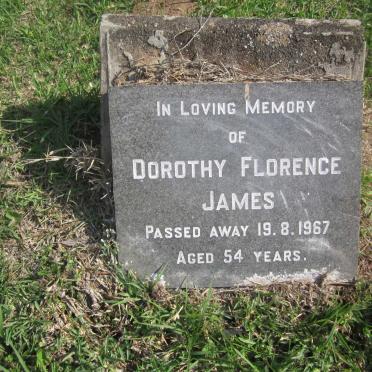 In Loving Memory
of
Dorothy Florence
James
Passed away 19.8.1967
Aged 54 years.